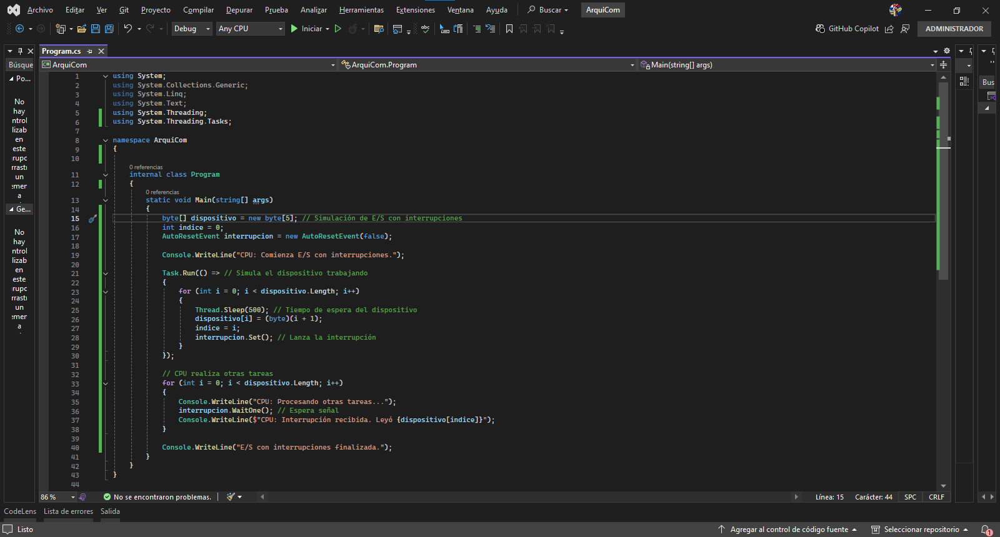 Archivo Editar Ver Git Proyecto Compilar Depurar Prueba Analizar Herramientas Extensiones Ventana Ayuda Buscar ArquiCom
Debug Any CPU Iniciar GitHub Copilot ADMINISTRADOR
Program.cs
Búsque
ArquiCom ArquiCom.Program Main(string[] args)
Po...
No
hay
ntrol
lizab
en
este
grupo
rrastr
un
emer
a
Ge...
No
hay
ntrol
lizab
en
este
grupo
rrastr
un
emer
a
1 using System;
2 using System.Collections.Generic;
3 using System.Linq;
4 using System.Text;
5 using System.Threading;
6 using System.Threading.Tasks;
7
8 namespace ArquiCom
9 {
10
0 referencias
11 internal class Program
12 {
0 referencias
13 static void Main(string[] args)
14 {
15 byte[] dispositivo = new byte[5]; // Simulación de E/S con interrupciones
16 int indice = 0;
17 AutoResetEvent interrupcion = new AutoResetEvent(false);
18
19 Console.WriteLine("CPU: Comienza E/S con interrupciones.");
20
21 Task.Run(() => // Simula el dispositivo trabajando
22 {
23 for (int i = 0; i < dispositivo.Length; i++)
24 {
25 Thread.Sleep(500); // Tiempo de espera del dispositivo
26 dispositivo[i] = (byte)(i + 1);
27 indice = i;
28 interrupcion.Set(); // Lanza la interrupción
29 }
30 });
31
32 // CPU realiza otras tareas
33 for (int i = 0; i < dispositivo.Length; i++)
34 {
35 Console.WriteLine("CPU: Procesando otras tareas...");
36 interrupcion.WaitOne(); // Espera señal
37 Console.WriteLine($"CPU: Interrupción recibida. Leyó {dispositivo[indice]}");
38 }
39
40 Console.WriteLine("E/S con interrupciones finalizada.");
41 }
42 }
43 }
44
Bus
86 % No se encontraron problemas. Línea: 15 Carácter: 44 SPC CRLF
CodeLens Lista de errores Salida
Listo Agregar al control de código fuente Seleccionar repositorio 1